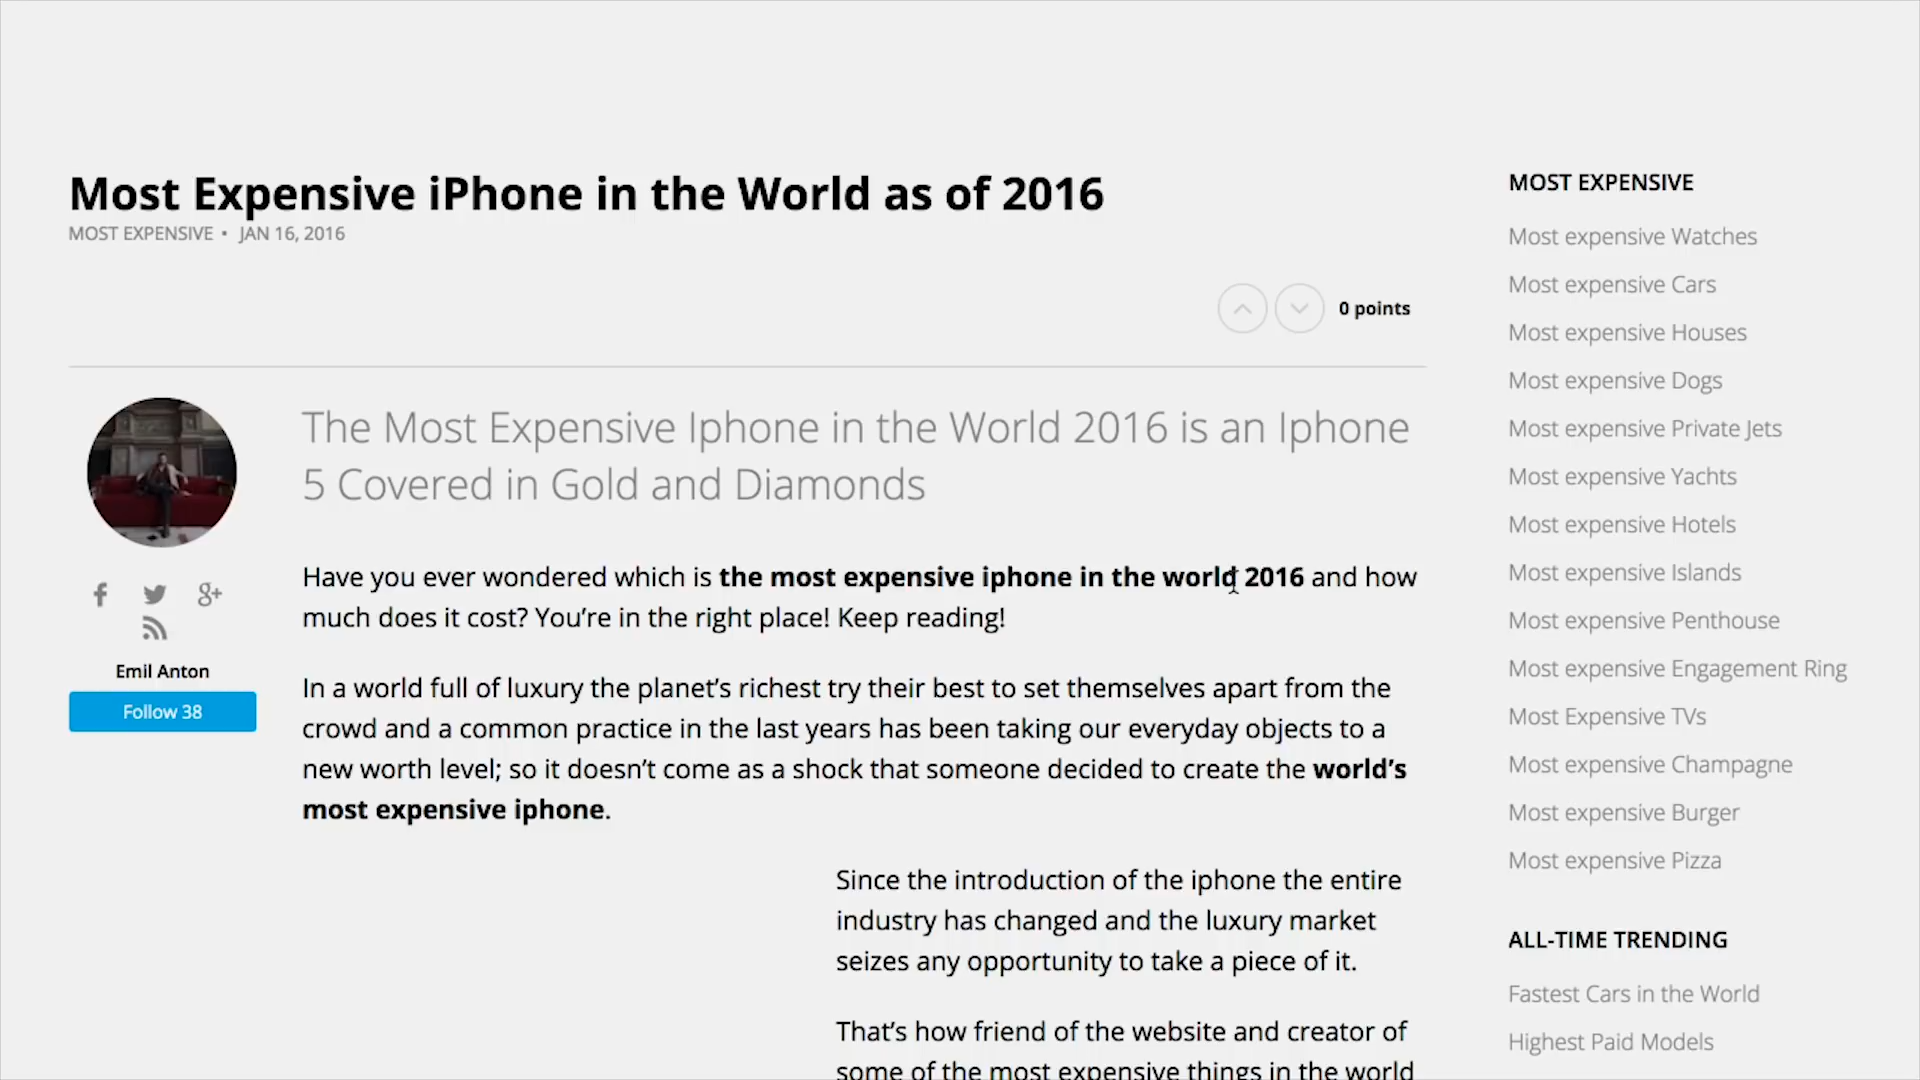 Most Expensive iPhone in the World as of 2016
MOST EXPENSIVE • JAN 16, 2016
0 points
Emil Anton
Follow 38
The Most Expensive Iphone in the World 2016 is an Iphone
5 Covered in Gold and Diamonds
Have you ever wondered which is the most expensive iphone in the world 2016 and how
much does it cost? You’re in the right place! Keep reading!
In a world full of luxury the planet’s richest try their best to set themselves apart from the
crowd and a common practice in the last years has been taking our everyday objects to a
new worth level; so it doesn’t come as a shock that someone decided to create the world’s
most expensive iphone.
Since the introduction of the iphone the entire
industry has changed and the luxury market
seizes any opportunity to take a piece of it.
That’s how friend of the website and creator of
some of the most expensive things in the world
MOST EXPENSIVE
Most expensive Watches
Most expensive Cars
Most expensive Houses
Most expensive Dogs
Most expensive Private Jets
Most expensive Yachts
Most expensive Hotels
Most expensive Islands
Most expensive Penthouse
Most expensive Engagement Ring
Most Expensive TVs
Most expensive Champagne
Most expensive Burger
Most expensive Pizza
ALL-TIME TRENDING
Fastest Cars in the World
Highest Paid Models